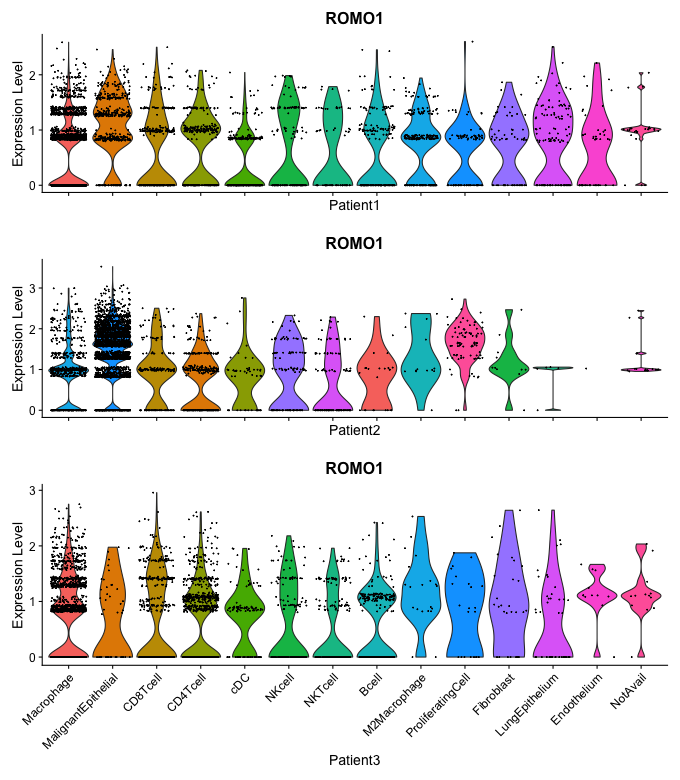 ROMO1
Expression Level
2
1
0
Patient1
ROMO1
Expression Level
3
2
1
0
Patient2
ROMO1
Expression Level
3
2
1
0
Macrophage
MalignantEpithelial
CD8Tcell
CD4Tcell
cDC
NKcell
NKTcell
Bcell
M2Macrophage
ProliferatingCell
Fibroblast
LungEpithelium
Endothelium
NotAvail
Patient3